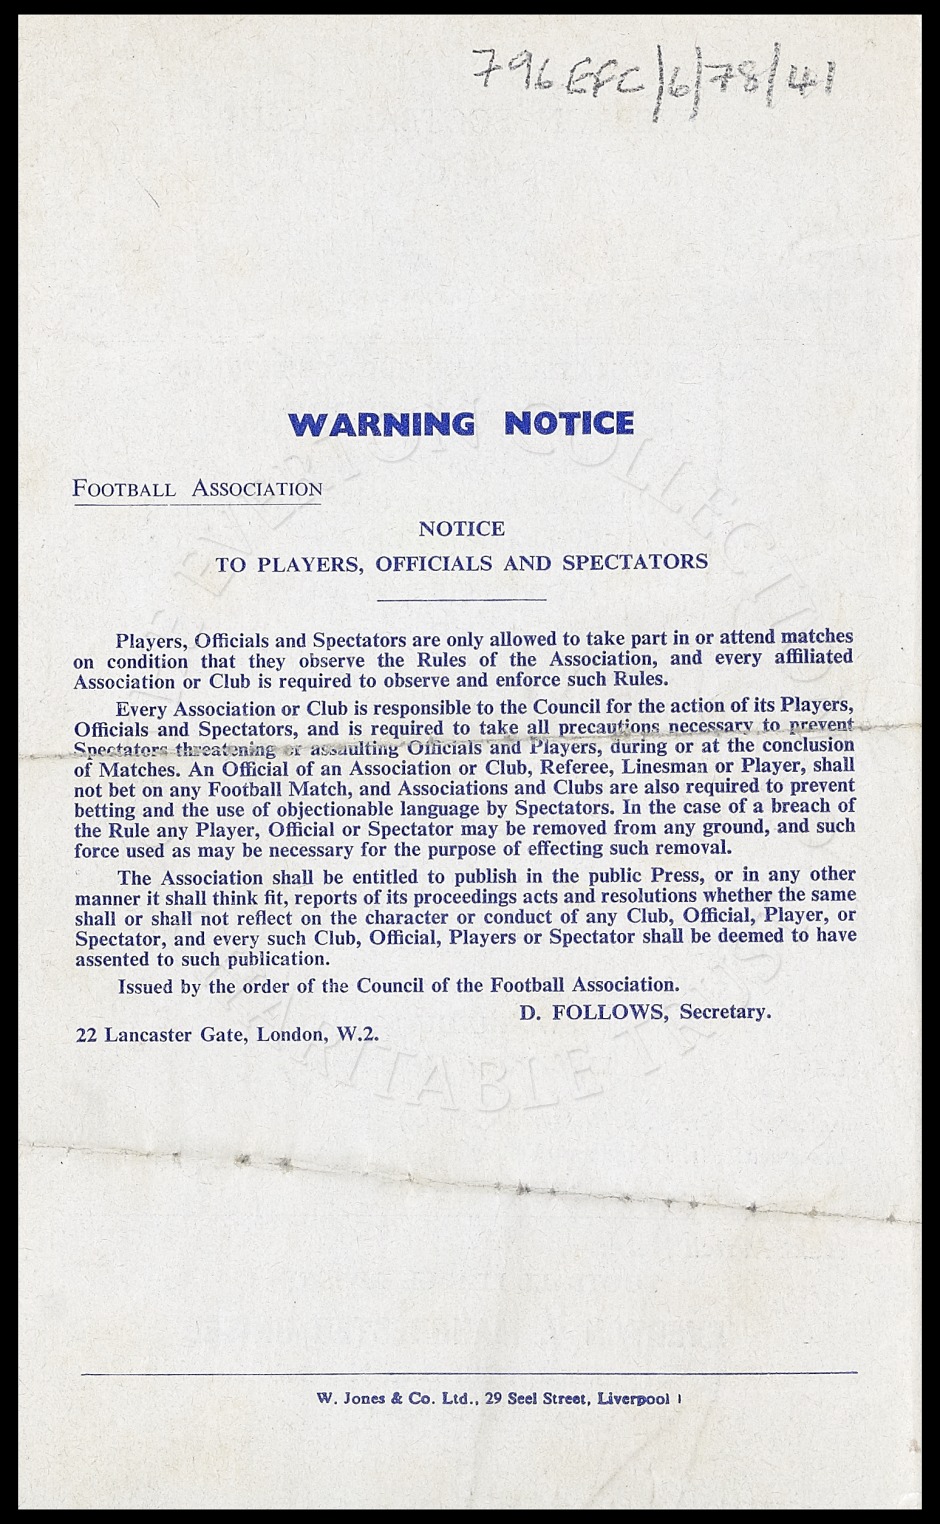 796 EFC/6/78/41
WARNING NOTICE
FOOTBALL ASSOCIATION
NOTICE
TO PLAYERS, OFFICIALS AND SPECTATORS
Players, Officials and Spectators are only allowed to take part in or attend matches
on condition that they observe the Rules of the Association, and every affiliated
Association or Club is required to observe and enforce such Rules.
Every Association or Club is responsible to the Council for the action of its Players,
Officials and Spectators, and is required to take all precautions necessary to prevent
Spectators threatening or assaulting Officials and Players, during or at the conclusion
of Matches. An Official of an Association or Club, Referee, Linesman or Player, shall
not bet on any Football Match, and Associations and Clubs are also required to prevent
betting and the use of objectionable language by Spectators. In the case of a breach of
the Rule any Player, Official or Spectator may be removed from any ground, and such
force used as may be necessary for the purpose of effecting such removal.
The Association shall be entitled to publish in the public Press, or in any other
manner it shall think fit, reports of its proceedings acts and resolutions whether the same
shall or shall not reflect on the character or conduct of any Club, Official, Player, or
Spectator, and every such Club, Official, Players or Spectator shall be deemed to have
assented to such publication.
Issued by the order of the Council of the Football Association.
D. FOLLOWS, Secretary.
22 Lancaster Gate, London, W.2.
W. Jones & Co. Ltd., 29 Seel Street, Liverpool 1